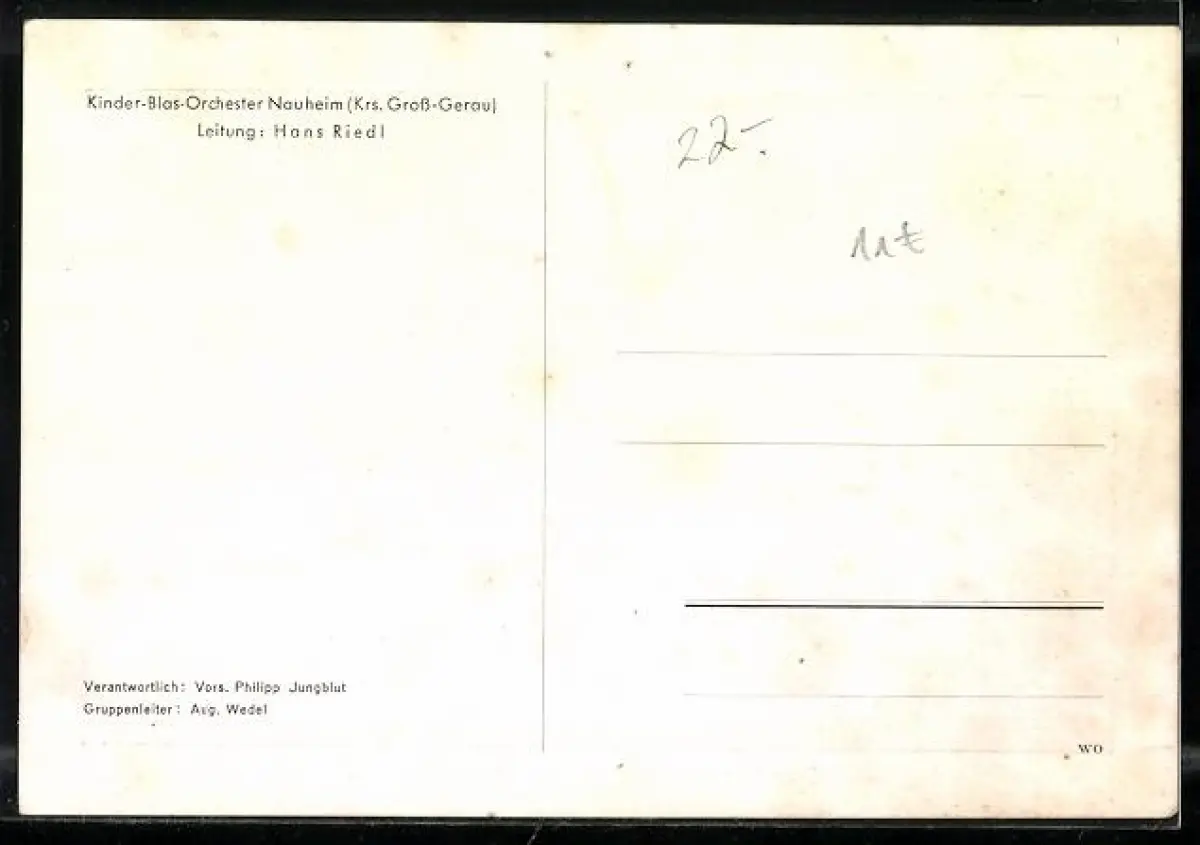 Kinder-Blas-Orchester Nauheim (Krs. Groß-Gerau)
Leitung: Hans Riedl
22-.
11€
Verantwortlich: Vors. Philipp Jungblut
Gruppenleiter: Aug. Wedel
WO